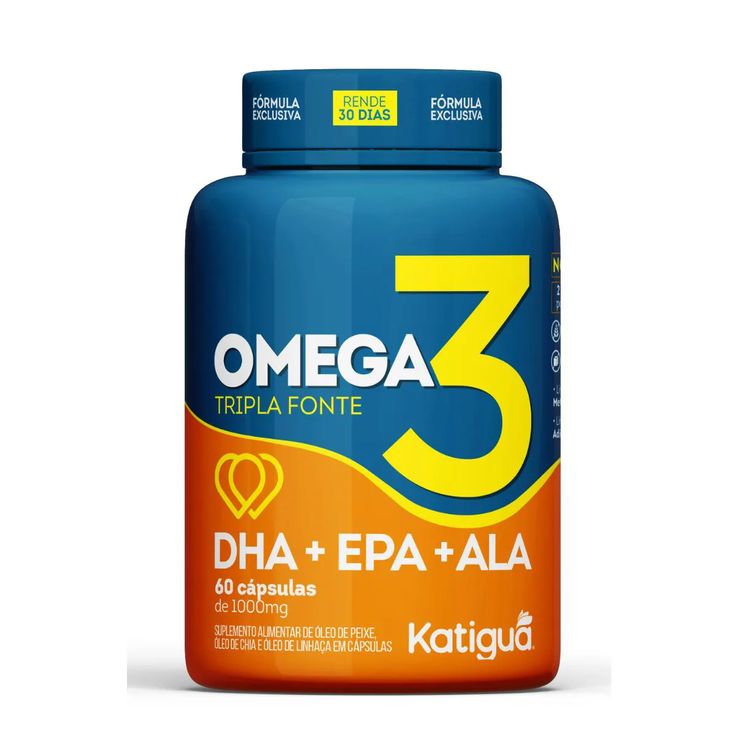 FÓRMULA
EXCLUSIVA
RENDE
30 DIAS
FÓRMULA
EXCLUSIVA
OMEGA 3
TRIPLA FONTE
DHA + EPA + ALA
60 cápsulas
de 1000mg
SUPLEMENTO ALIMENTAR DE ÓLEO DE PEIXE,
ÓLEO DE CHIA E ÓLEO DE LINHAÇA EM CÁPSULAS
Katiguá